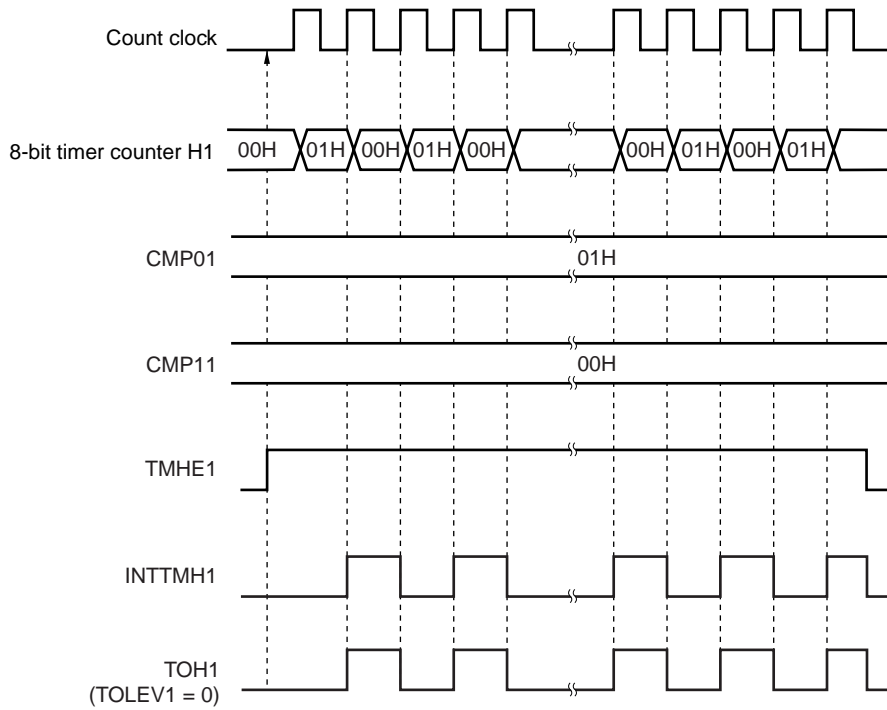 Count clock
8-bit timer counter H1 00H 01H 00H 01H 00H 00H 01H 00H 01H
CMP01 01H
CMP11 00H
TMHE1
INTTMH1
TOH1
(TOLEV1 = 0)